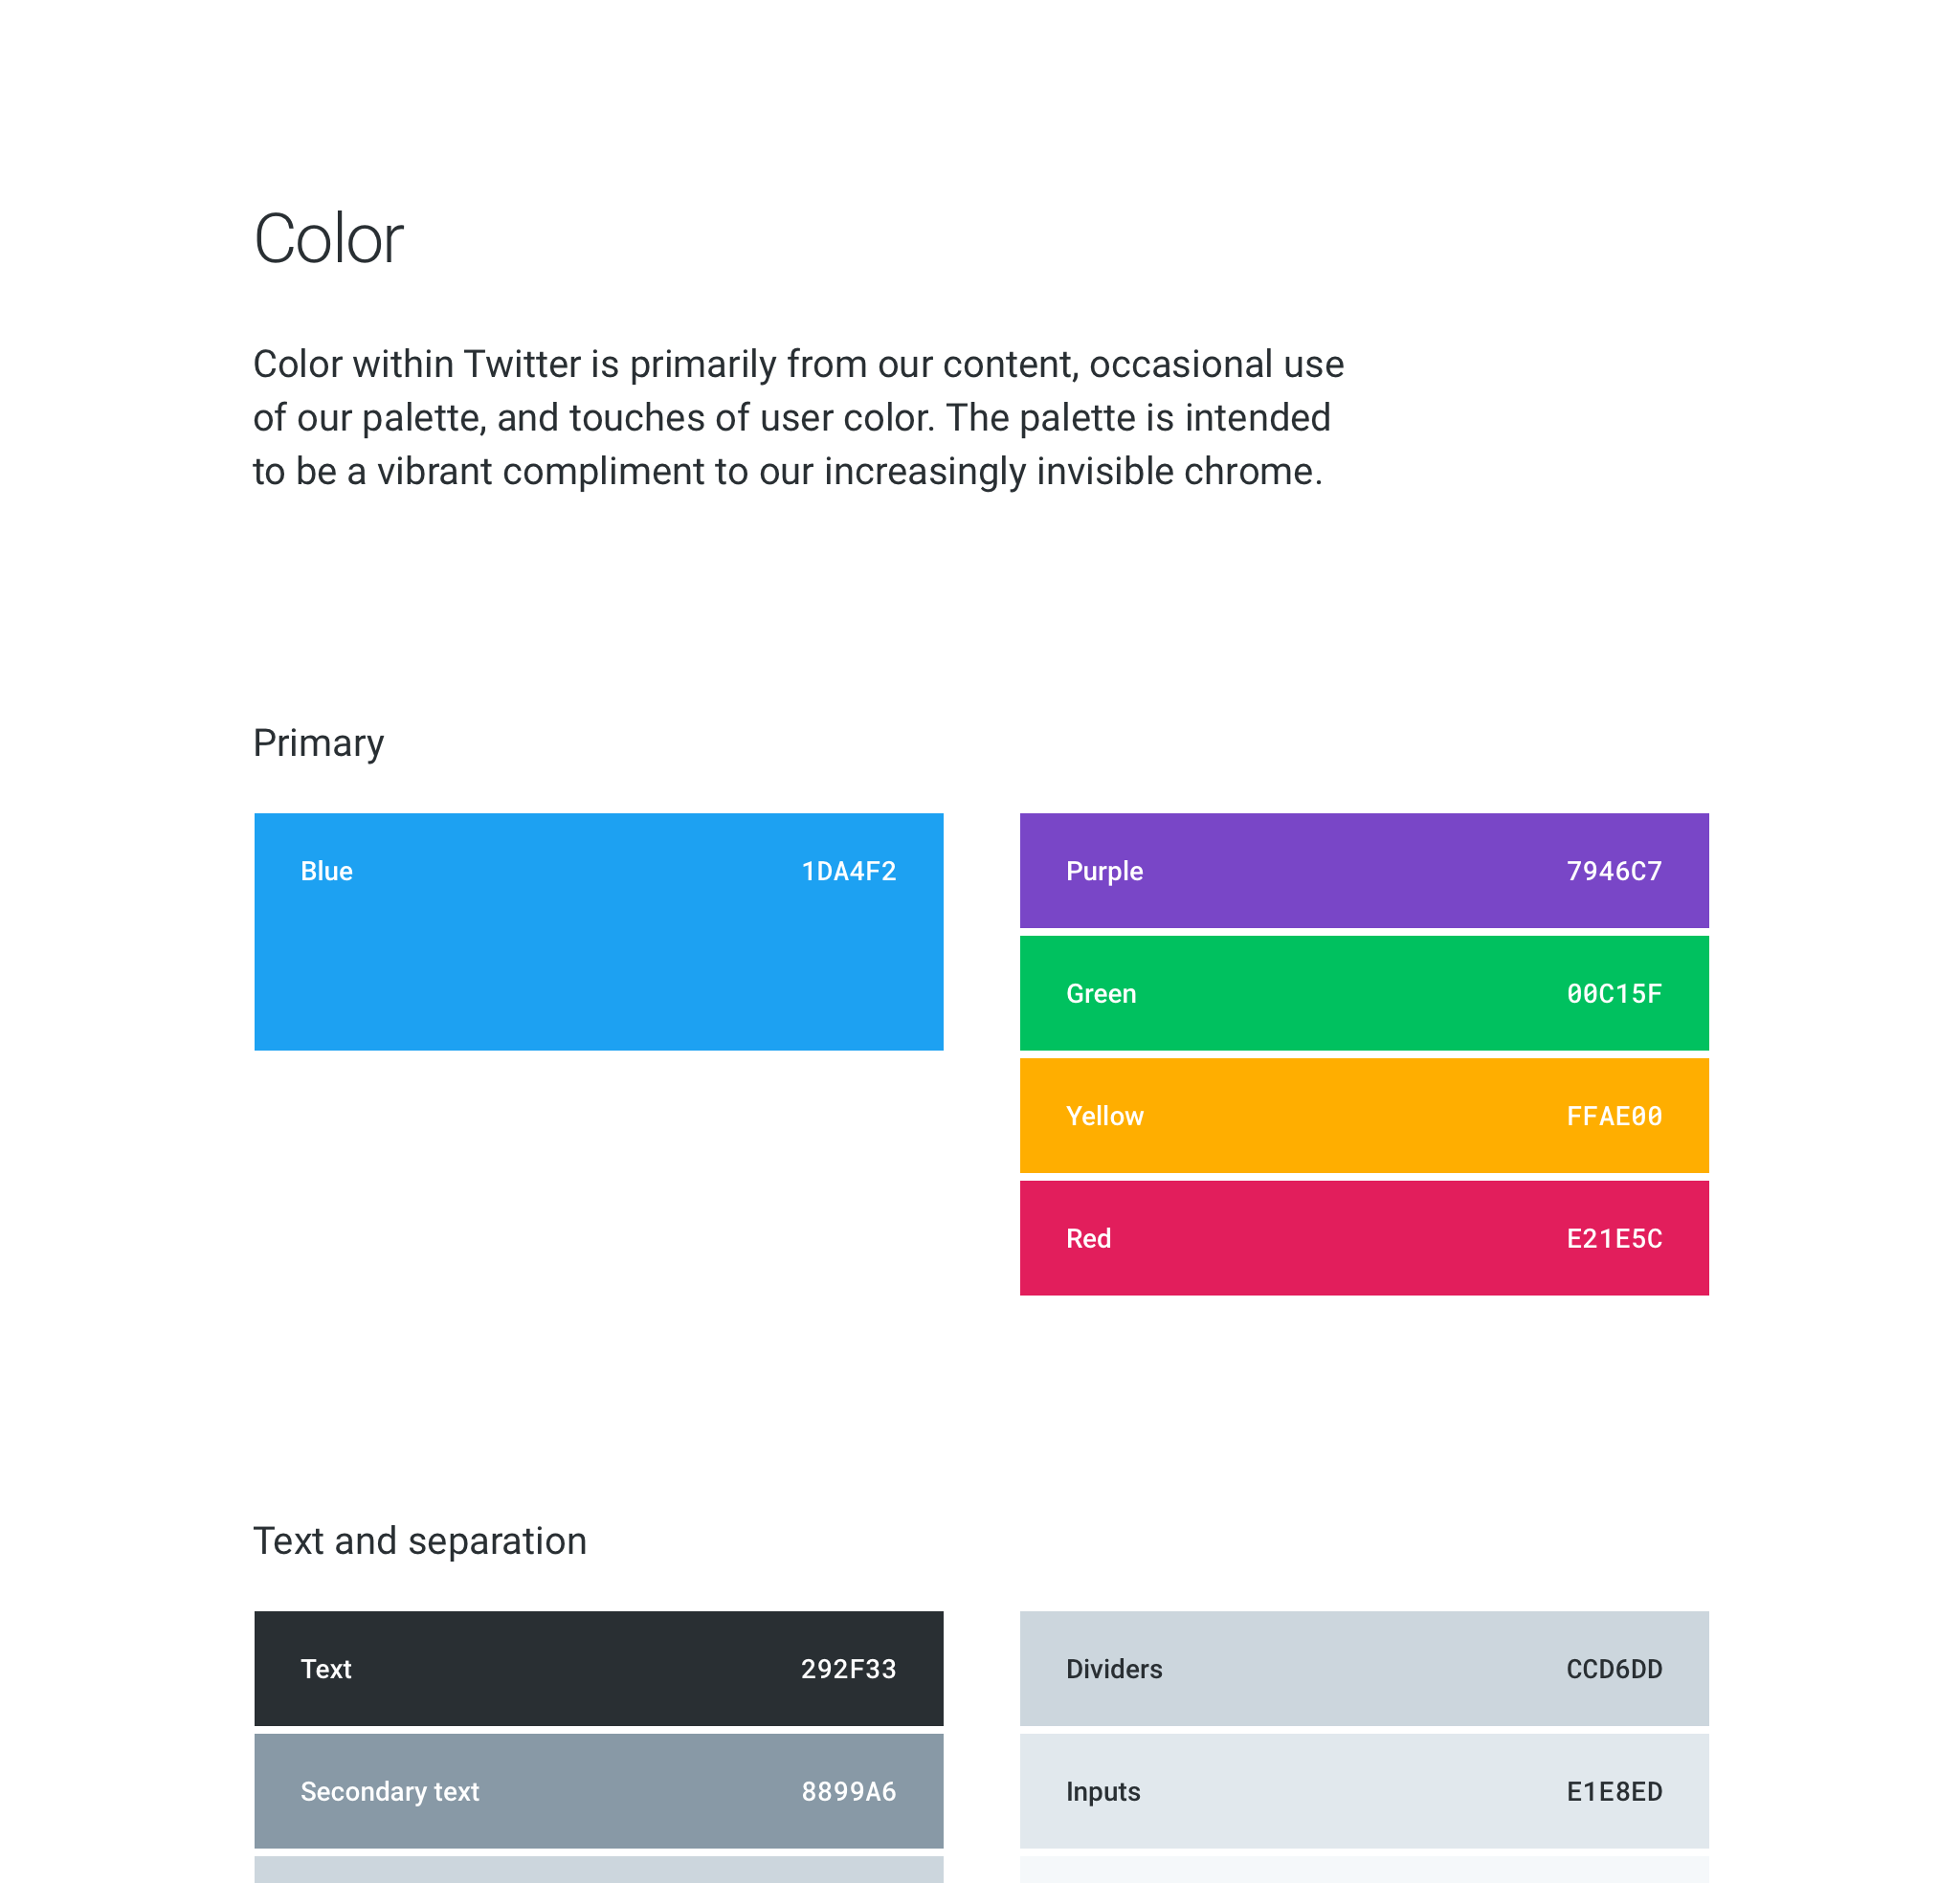 Color
Color within Twitter is primarily from our content, occasional use
of our palette, and touches of user color. The palette is intended
to be a vibrant compliment to our increasingly invisible chrome.
Primary
Blue 1DA4F2
Purple 7946C7
Green 00C15F
Yellow FFAE00
Red E21E5C
Text and separation
Text 292F33
Secondary text 8899A6
Dividers CCD6DD
Inputs E1E8ED